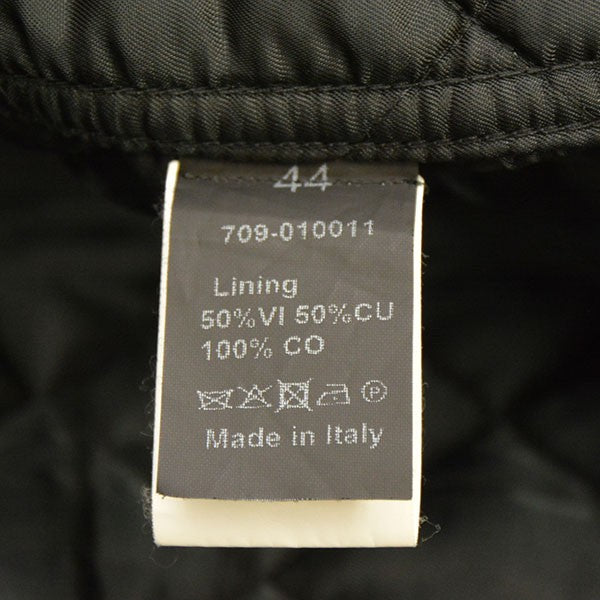 44
709-010011
Lining
50%VI 50%CU
100% CO
Made in Italy